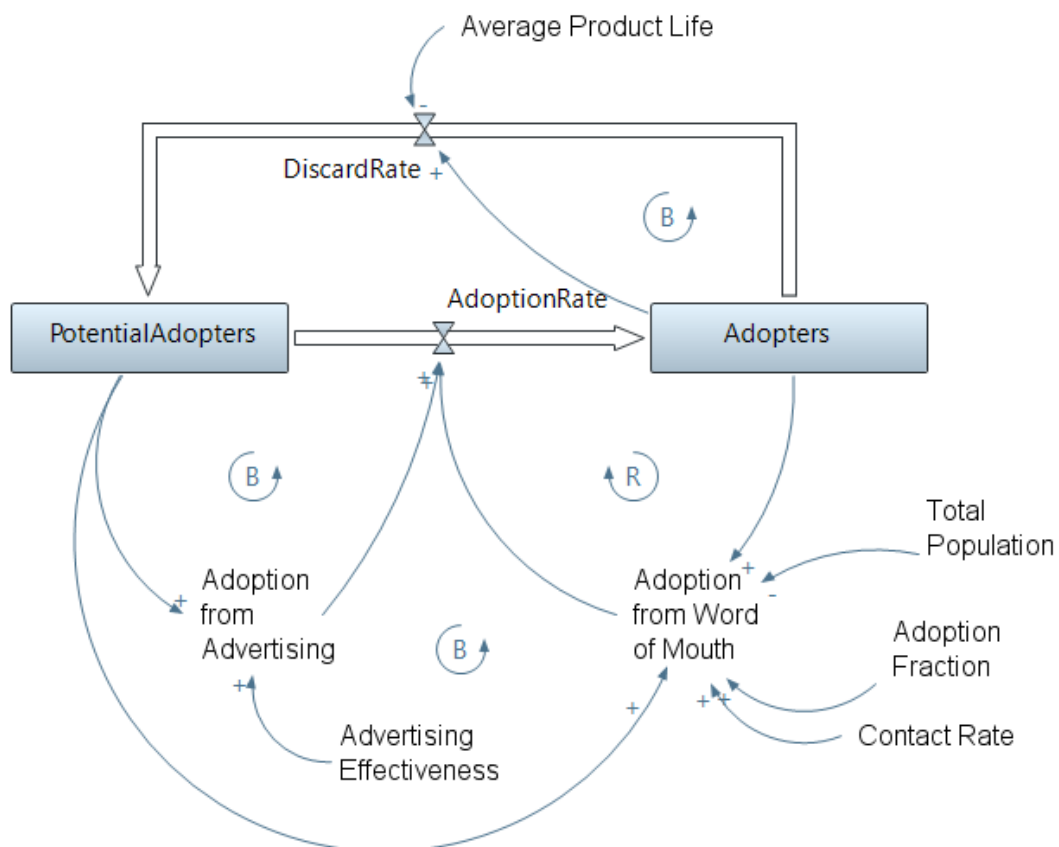 Average Product Life
-
DiscardRate
+
B
AdoptionRate
PotentialAdopters
Adopters
+
+
B
R
Total
Population
+
-
Adoption
from
Advertising
+
Adoption
from Word
of Mouth
B
Adoption
Fraction
+
+
+
+
Contact Rate
Advertising
Effectiveness